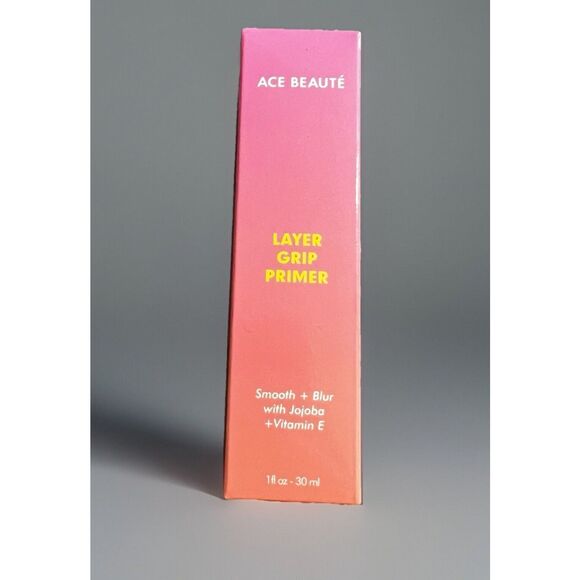 ACE BEAUTÉ
LAYER
GRIP
PRIMER
Smooth + Blur
with Jojoba
+Vitamin E
1fl oz - 30 ml